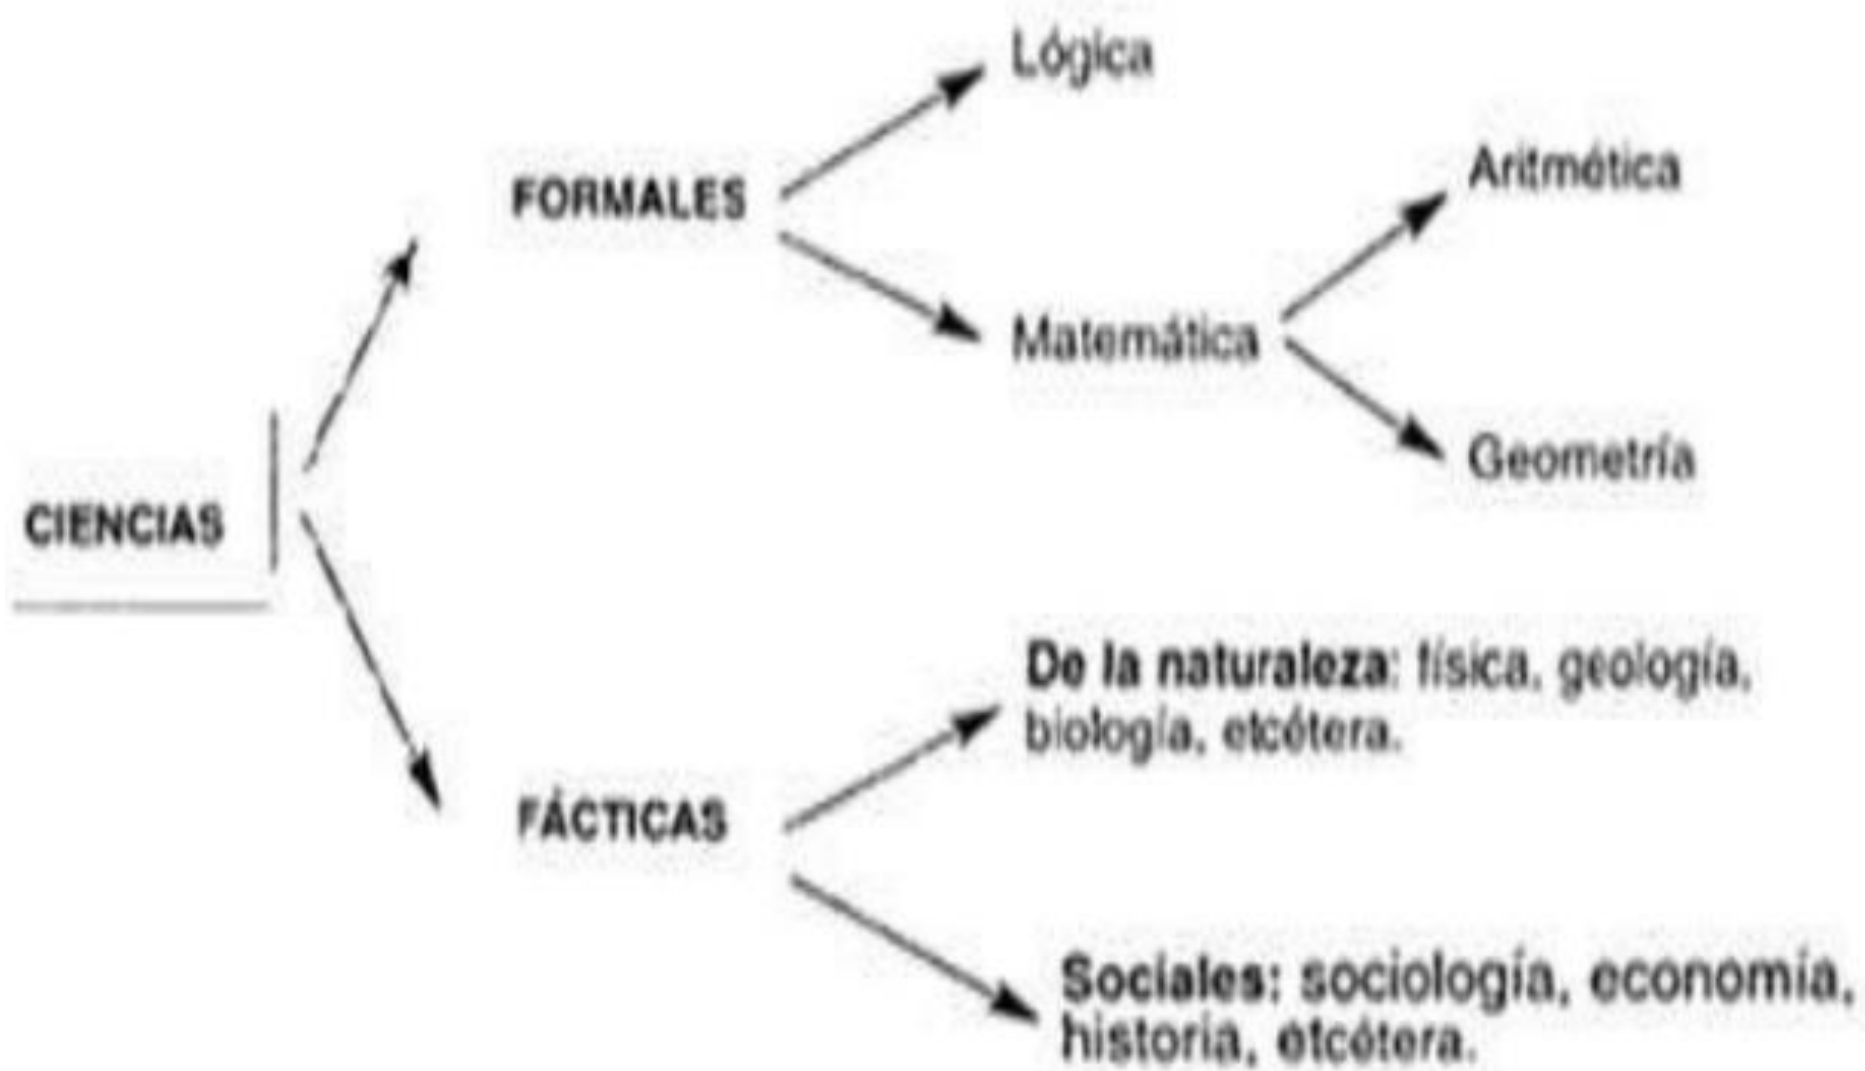 Lógica
Aritmética
FORMALES
Matemática
Geometría
CIENCIAS
De la naturaleza: física, geología,
biología, etcétera.
FÁCTICAS
Sociales: sociología, economía,
historia, etcétera.